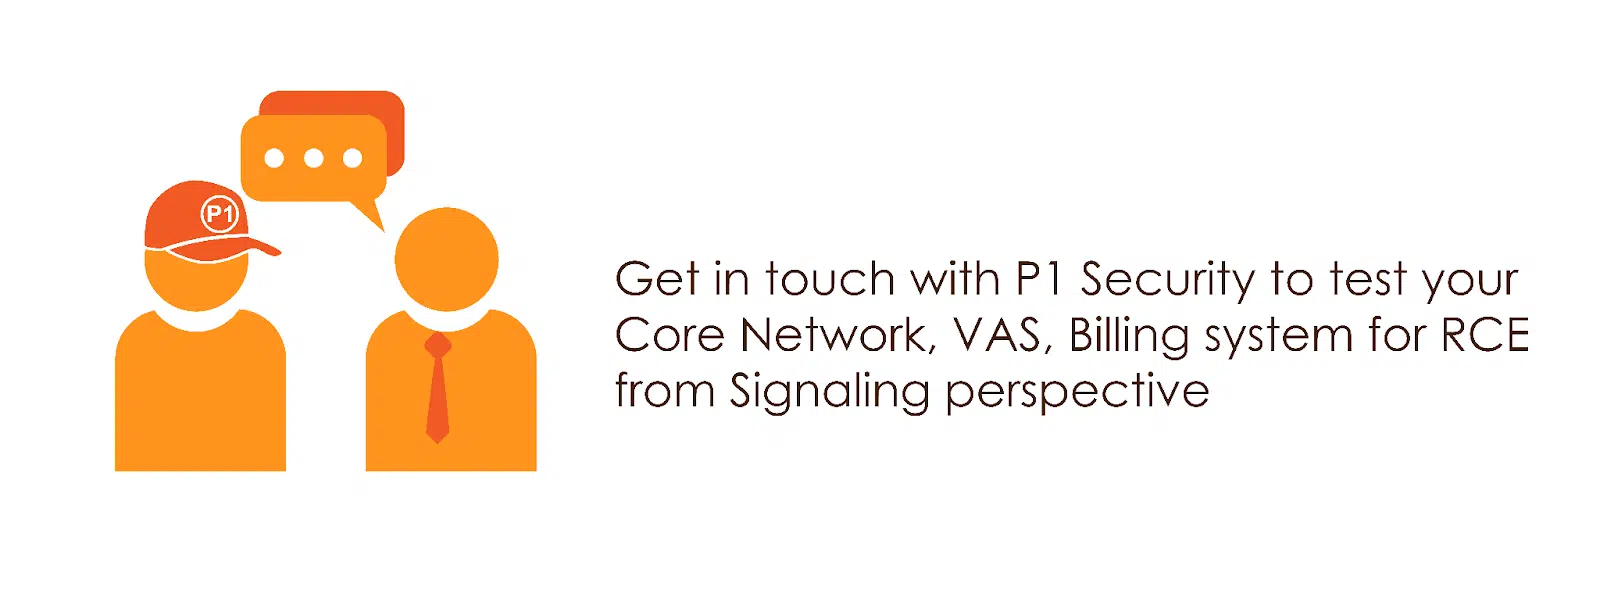 P1
Get in touch with P1 Security to test your
Core Network, VAS, Billing system for RCE
from Signaling perspective